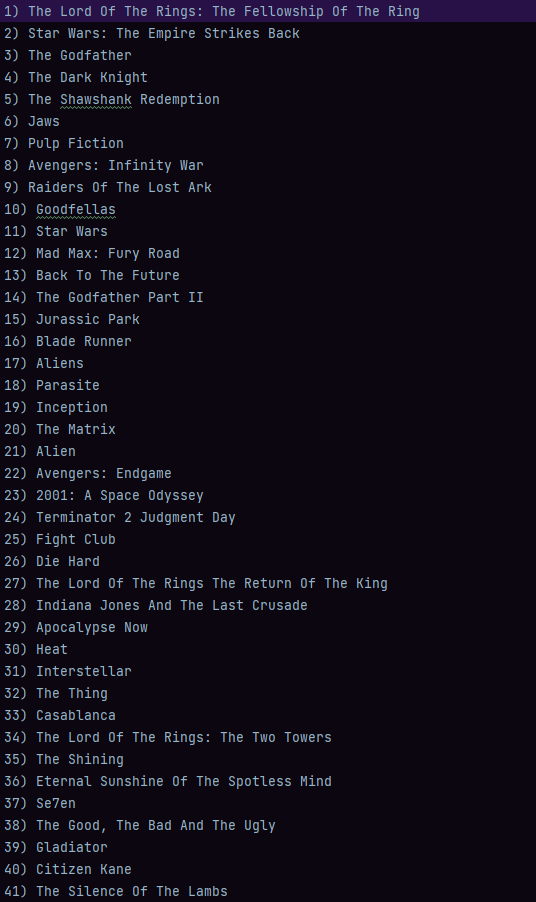 1) The Lord Of The Rings: The Fellowship Of The Ring
2) Star Wars: The Empire Strikes Back
3) The Godfather
4) The Dark Knight
5) The Shawshank Redemption
6) Jaws
7) Pulp Fiction
8) Avengers: Infinity War
9) Raiders Of The Lost Ark
10) Goodfellas
11) Star Wars
12) Mad Max: Fury Road
13) Back To The Future
14) The Godfather Part II
15) Jurassic Park
16) Blade Runner
17) Aliens
18) Parasite
19) Inception
20) The Matrix
21) Alien
22) Avengers: Endgame
23) 2001: A Space Odyssey
24) Terminator 2 Judgment Day
25) Fight Club
26) Die Hard
27) The Lord Of The Rings The Return Of The King
28) Indiana Jones And The Last Crusade
29) Apocalypse Now
30) Heat
31) Interstellar
32) The Thing
33) Casablanca
34) The Lord Of The Rings: The Two Towers
35) The Shining
36) Eternal Sunshine Of The Spotless Mind
37) Se7en
38) The Good, The Bad And The Ugly
39) Gladiator
40) Citizen Kane
41) The Silence Of The Lambs